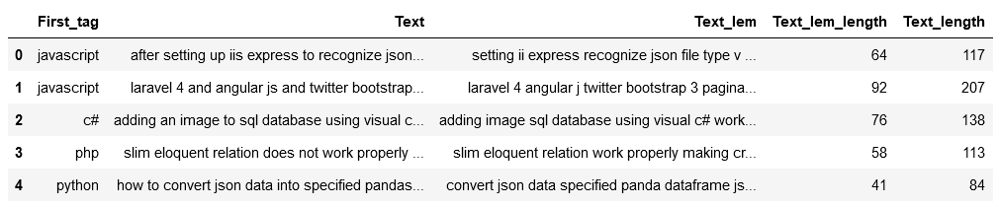 First_tag Text Text_lem Text_lem_length Text_length
0 javascript after setting up iis express to recognize json... setting ii express recognize json file type v ... 64 117
1 javascript laravel 4 and angular js and twitter bootstrap... laravel 4 angular j twitter bootstrap 3 pagina... 92 207
2 c# adding an image to sql database using visual c... adding image sql database using visual c# work... 76 138
3 php slim eloquent relation does not work properly ... slim eloquent relation work properly making cr... 58 113
4 python how to convert json data into specified pandas... convert json data specified panda dataframe js... 41 84